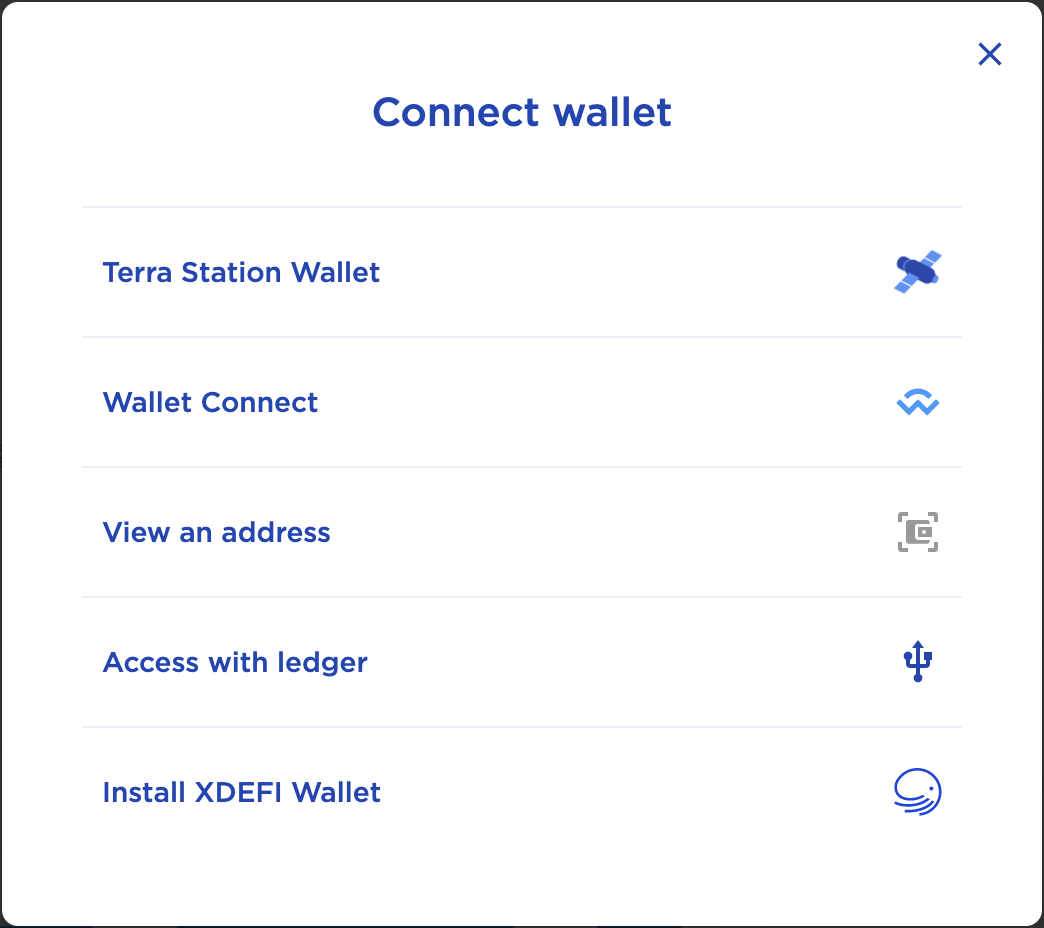 Connect wallet
Terra Station Wallet
Wallet Connect
View an address
Access with ledger
Install XDEFI Wallet